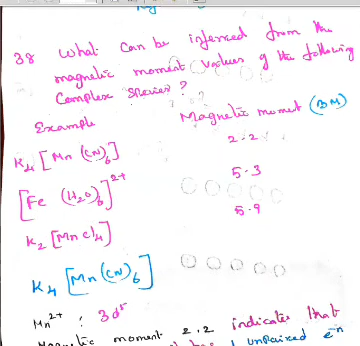 38 What can be inferred from the
magnetic moment values of the following
Complex species?
Example Magnetic moment (BM)
K4[Mn(CN)6] 2.2
[Fe(H2O)6]2+ 5.3
K2[MnCl4] 5.9
K4[Mn(CN)6]
Mn2+ : 3d5
Magnetic moment 2.2 indicates that
1 unpaired e-n